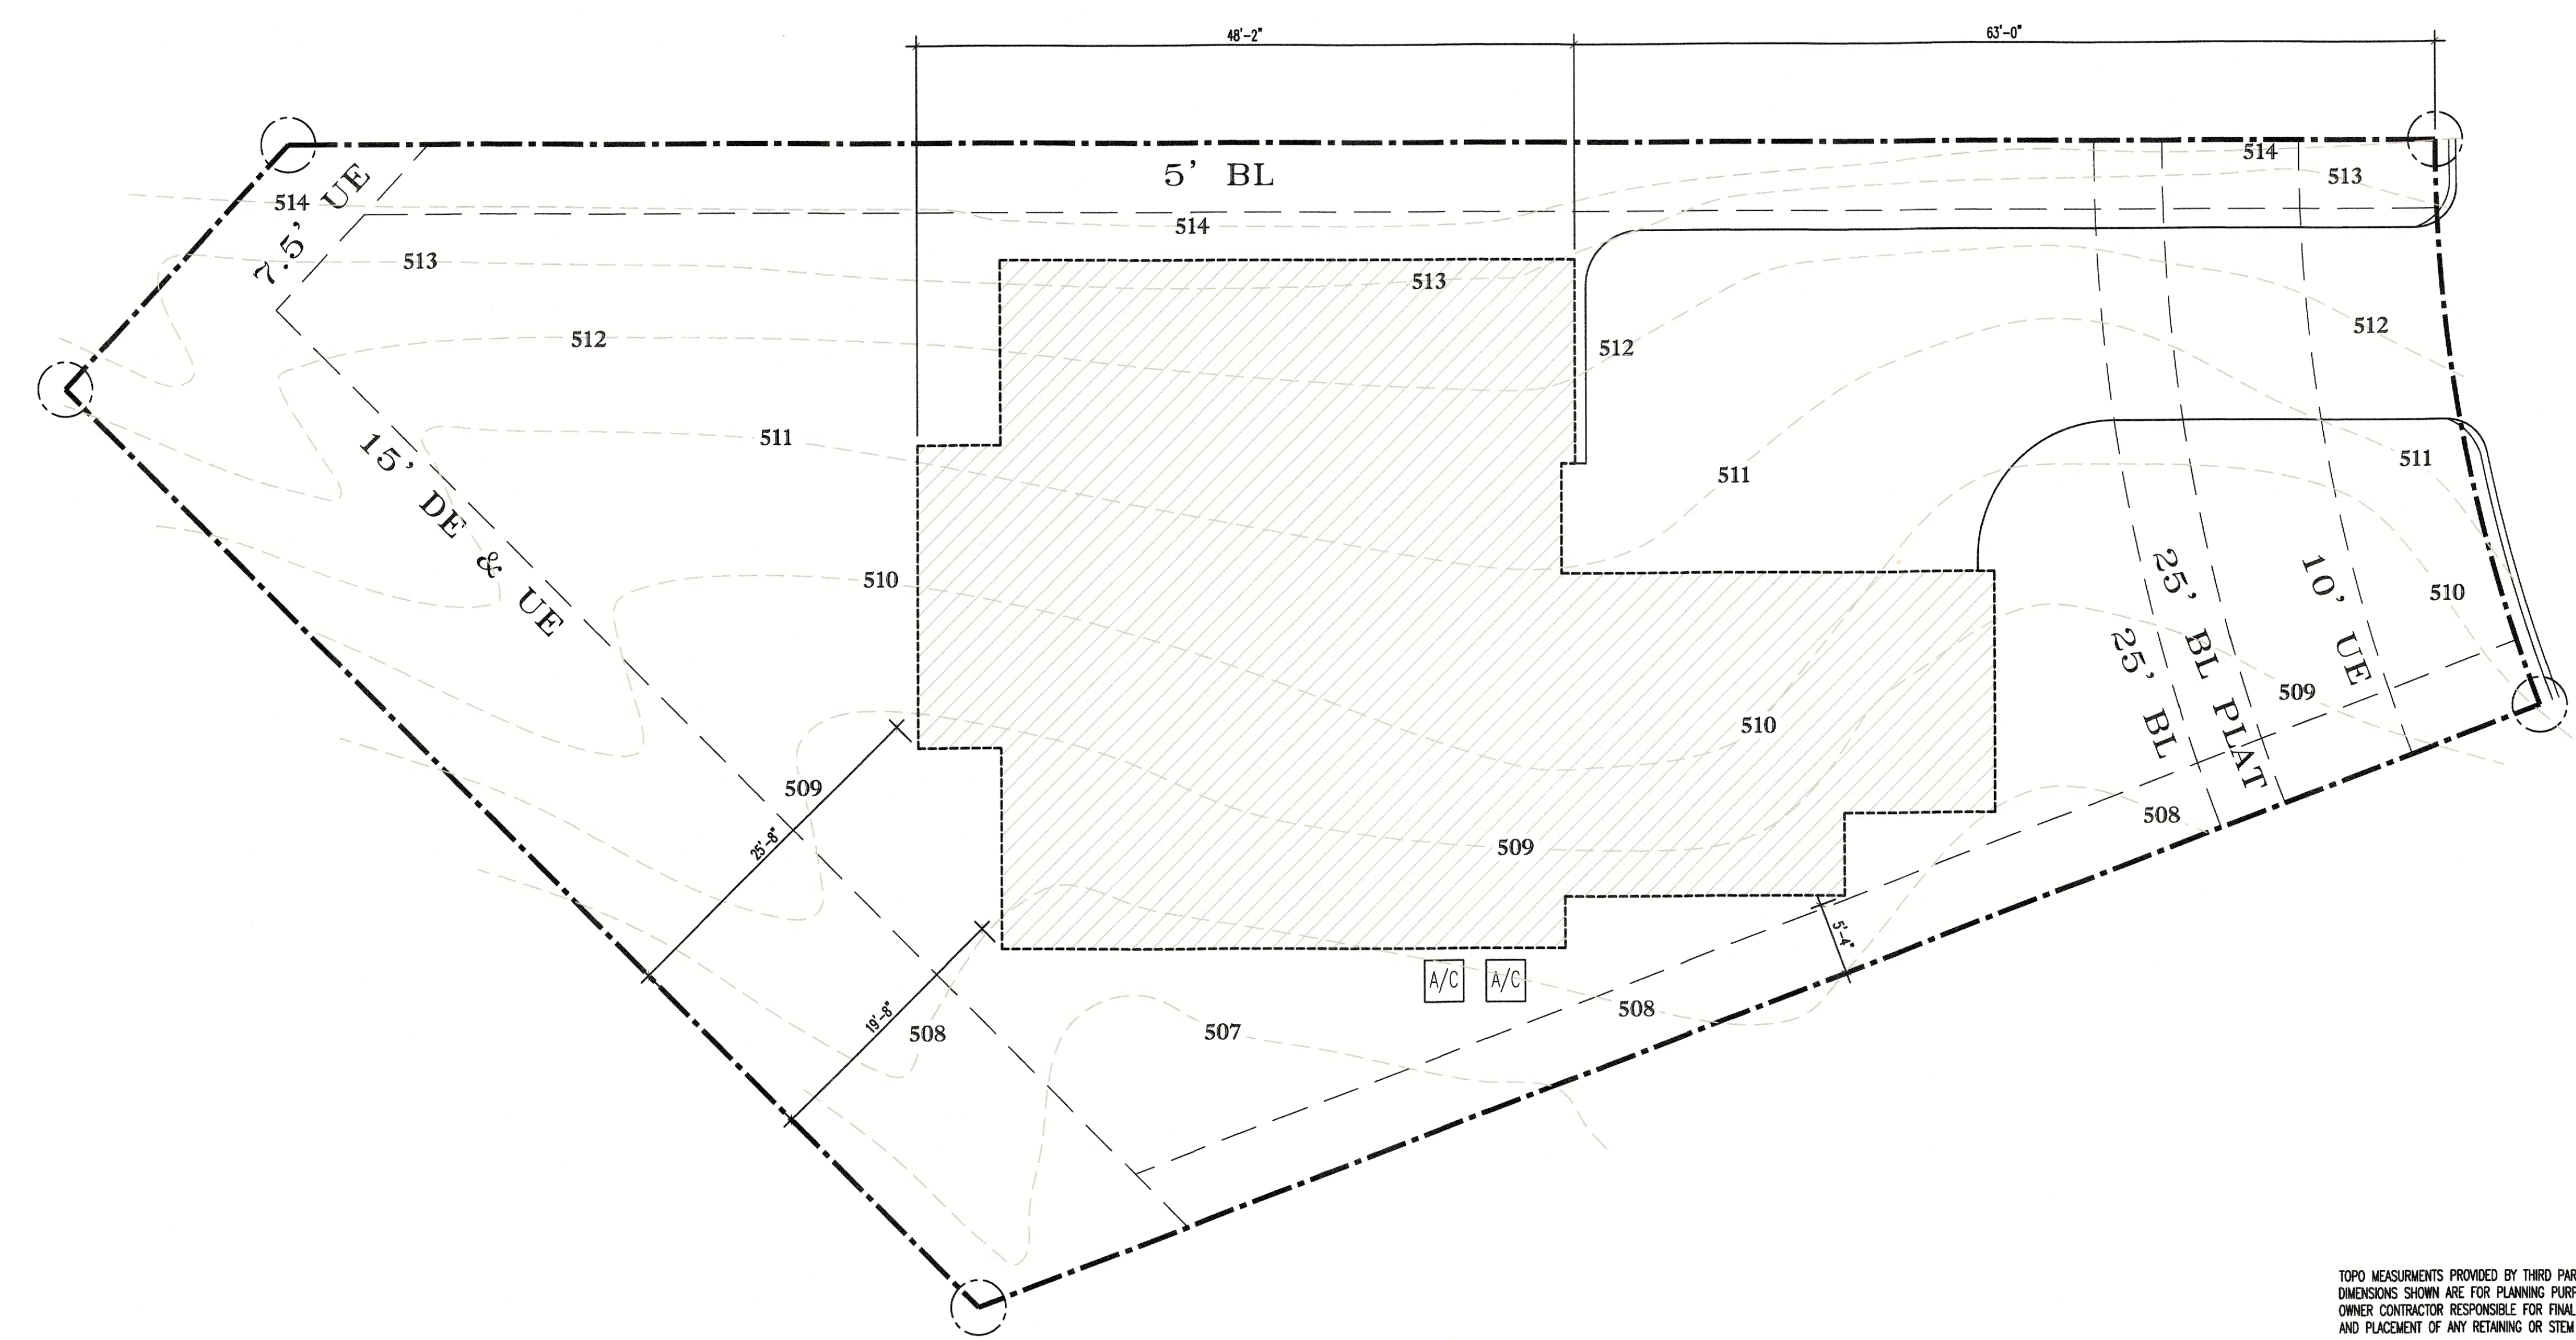 48'-2"
63'-0"
514
5' BL
513
514
7.5' UE
514
513
513
512
512
512
511
511
511
15' DE & UE
510
510
25' BL PLAT
10' UE
25' BL
509
510
509
508
509
25'-8"
5'-4"
A/C
A/C
508
19'-8"
508
507
TOPO MEASURMENTS PROVIDED BY THIRD
DIMENSIONS SHOWN ARE FOR PLANNING
OWNER CONTRACTOR RESPONSIBLE FOR FINAL
AND PLACEMENT OF ANY RETAINING OR STEM